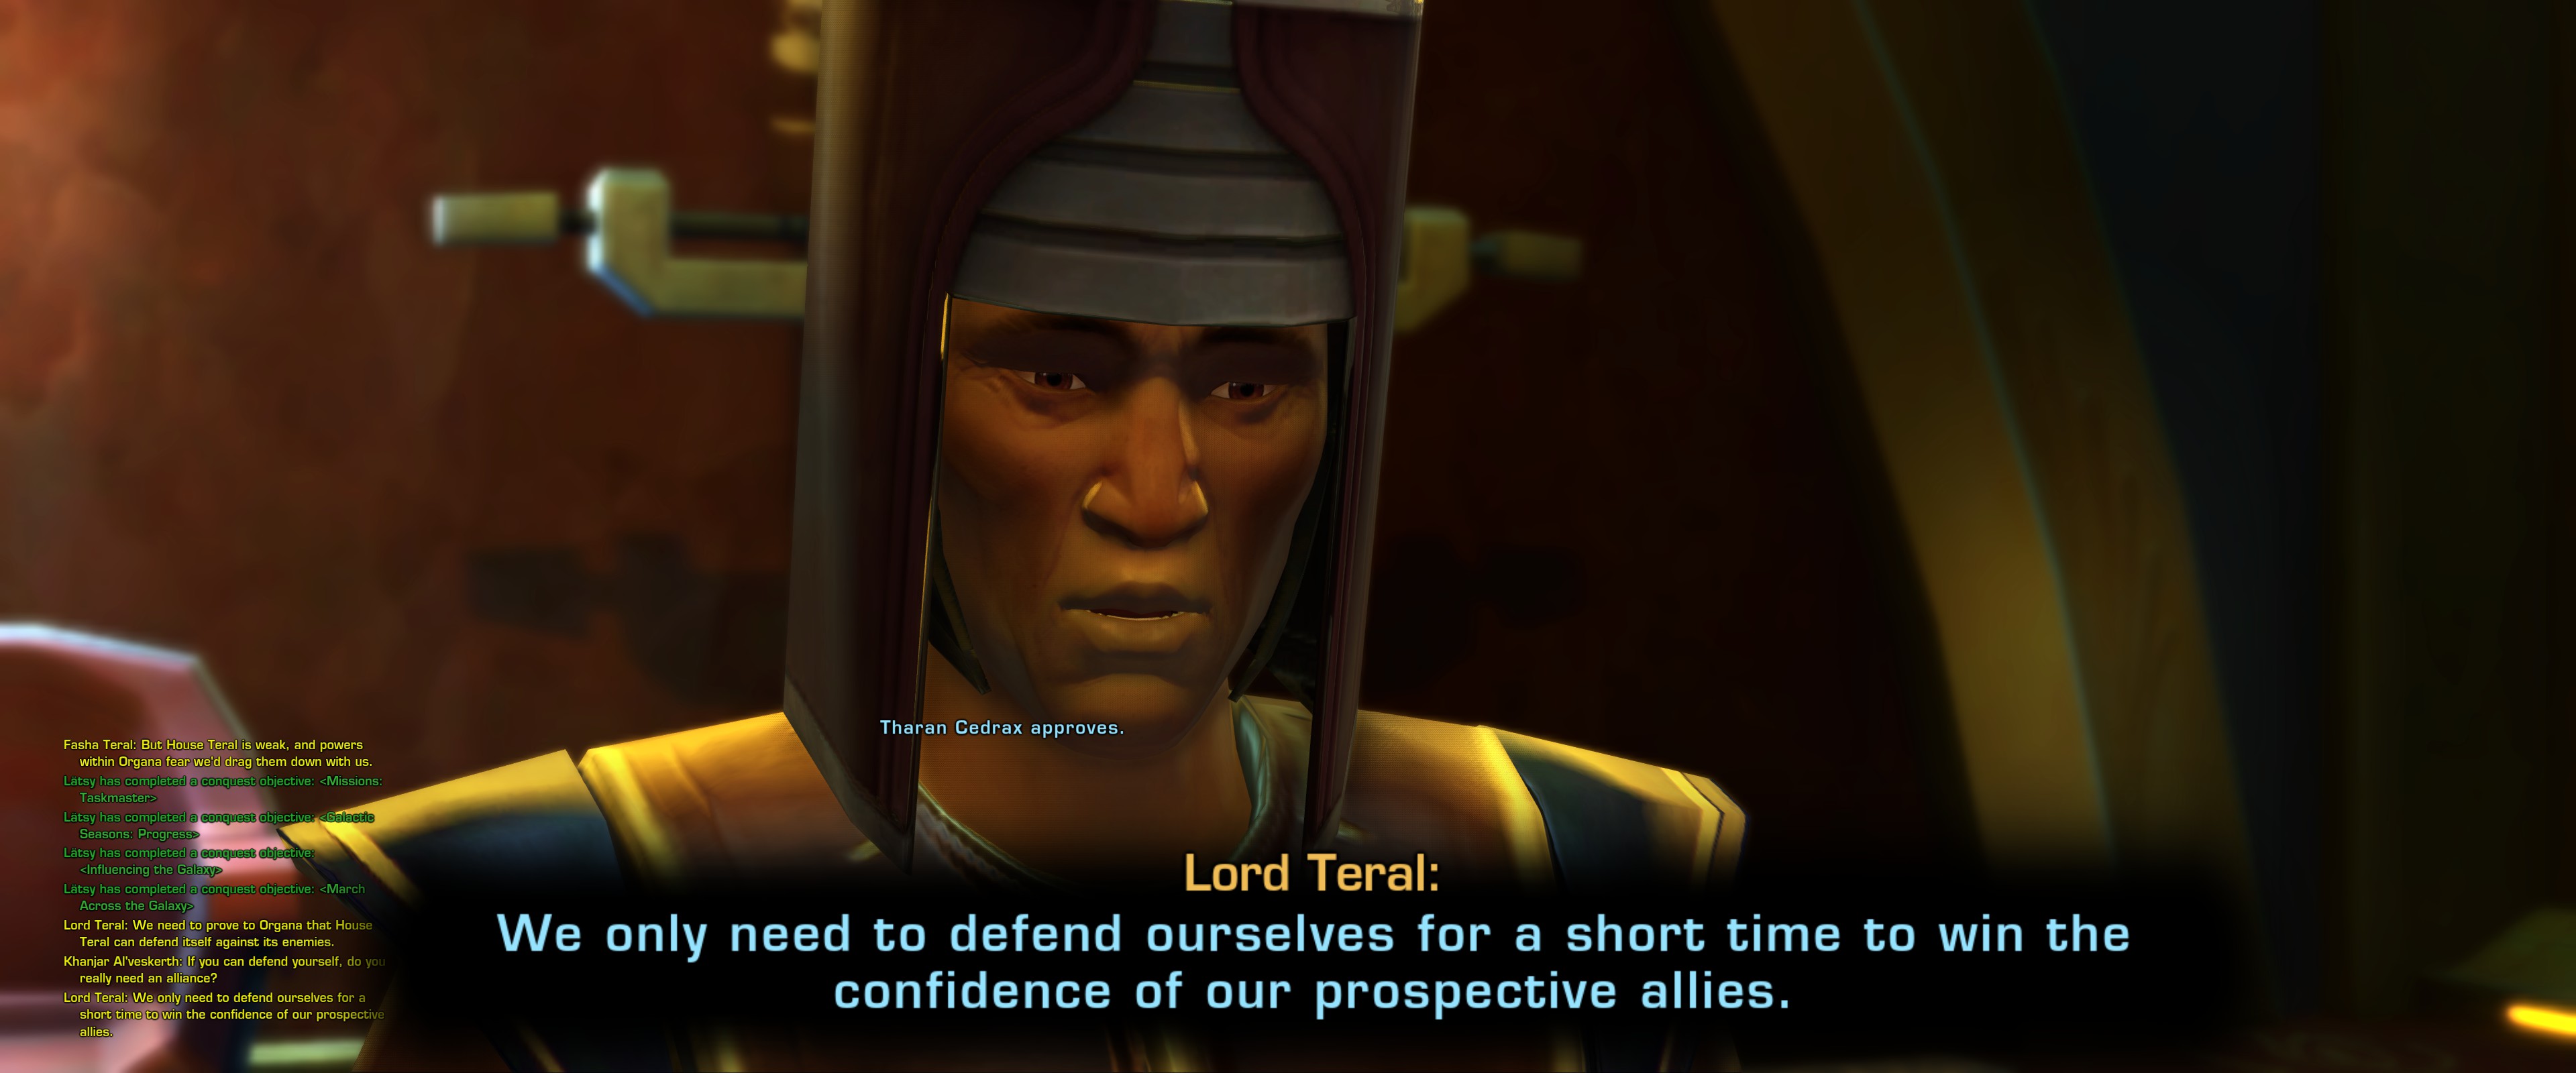 Tharan Cedrax approves.
Fasha Teral: But House Teral is weak, and powers
within Organa fear we'd drag them down with us.
Lätsy has completed a conquest objective: <Missions:
Taskmaster>
Lätsy has completed a conquest objective: <Galactic
Seasons: Progress>
Lätsy has completed a conquest objective:
<Influencing the Galaxy>
Lätsy has completed a conquest objective: <March
Across the Galaxy>
Lord Teral: We need to prove to Organa that House
Teral can defend itself against its enemies.
Khanjar Al'veskerth: If you can defend yourself, do you
really need an alliance?
Lord Teral: We only need to defend ourselves for a
short time to win the confidence of our prospective
allies.
Lord Teral:
We only need to defend ourselves for a short time to win the
confidence of our prospective allies.